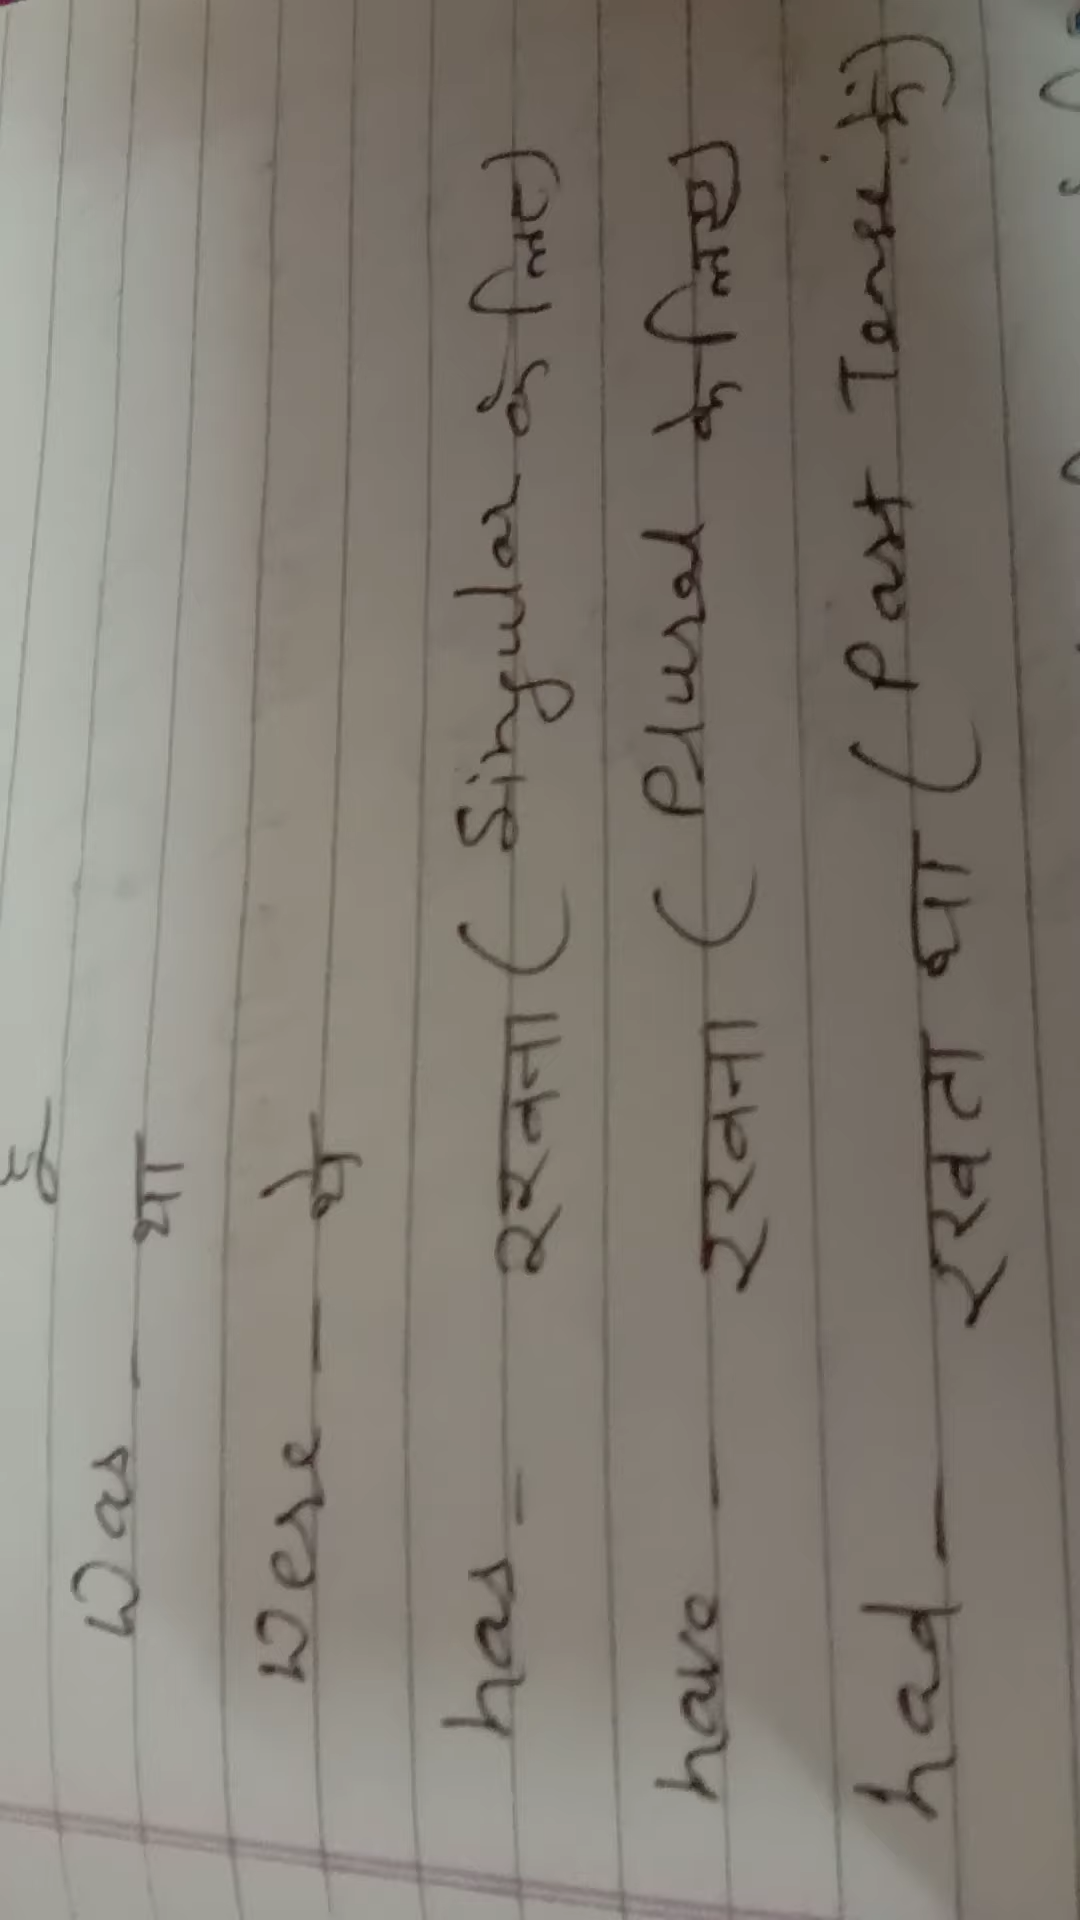 हूँ
Was — था
Were — थे
has - रखना (Singular के लिए)
have — रखना (Plural के लिए)
had — रखता था (Past Tense में)